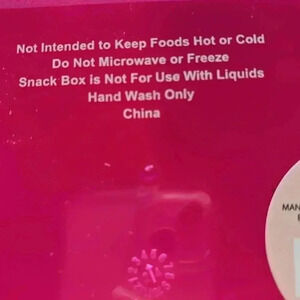 Not Intended to Keep Foods Hot or Cold
Do Not Microwave or Freeze
Snack Box is Not For Use With Liquids
Hand Wash Only
China